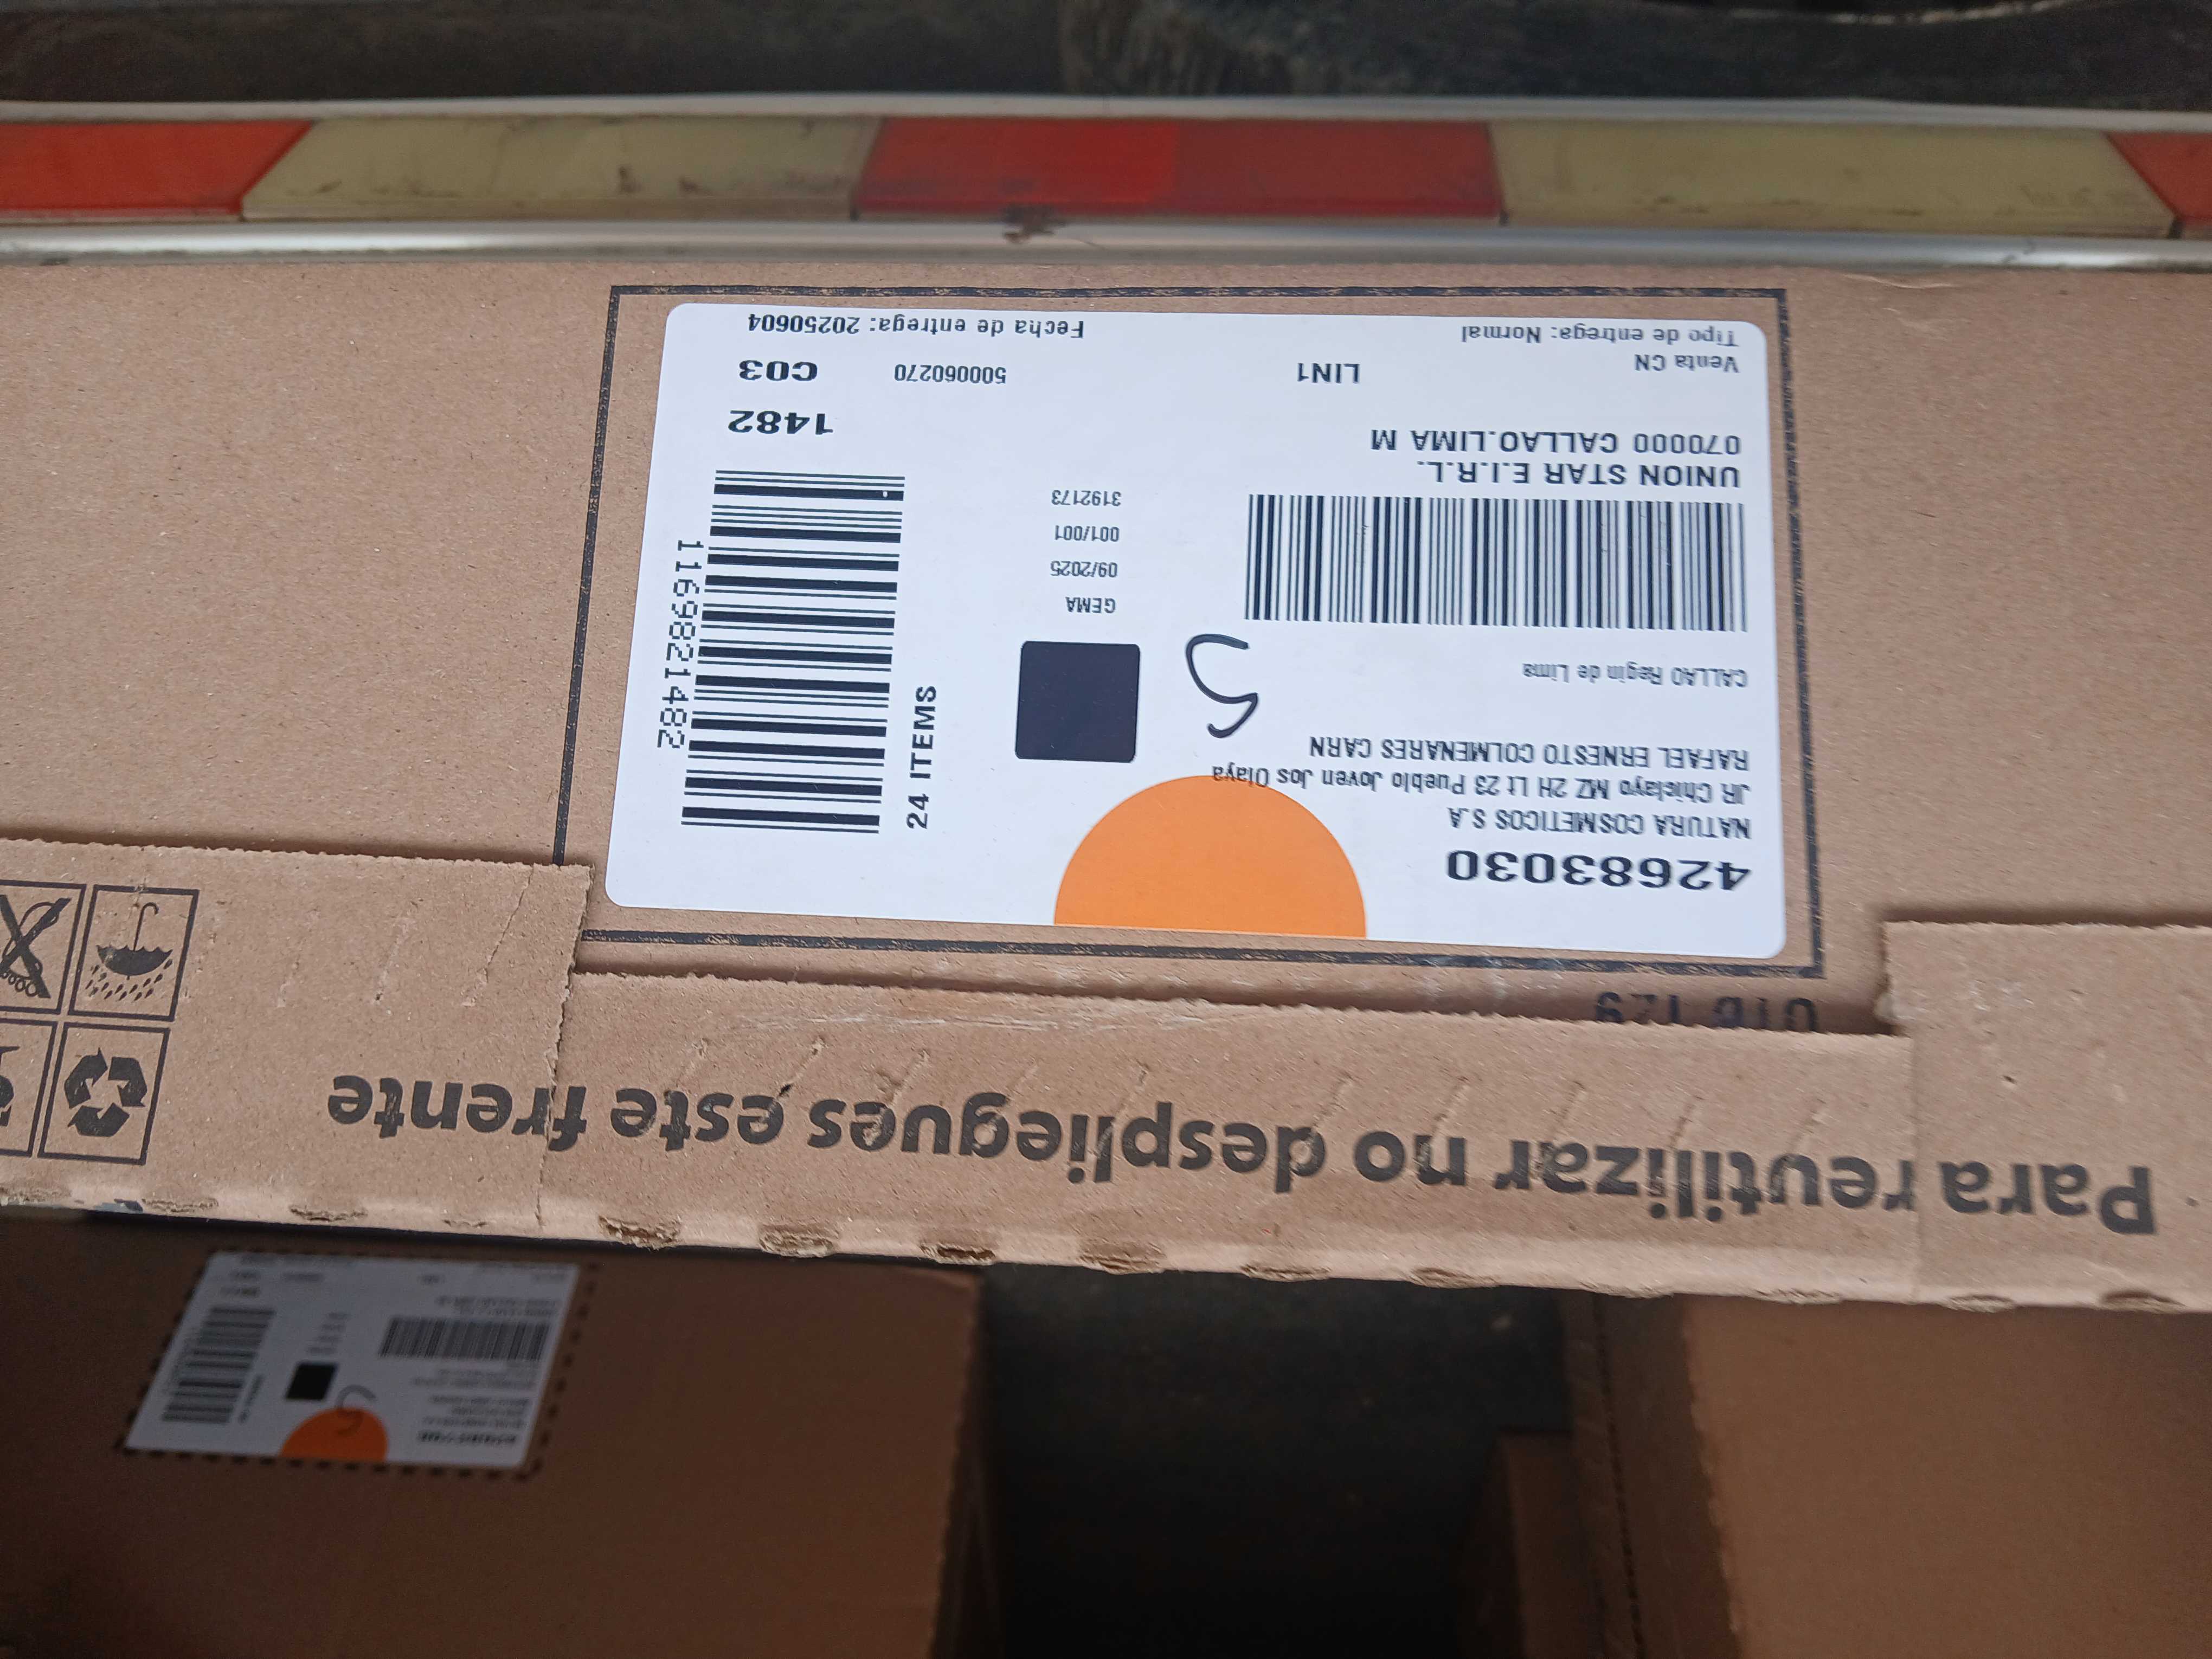 Para reutilizar no despliegues este frente
42683030
NATURA COSMETICOS S.A
JR Chiclayo MZ 2H Lt 23 Pueblo Joven Jos Olaya
RAFAEL ERNESTO COLMENARES CARN
CALLAO Regin de Lima
UNION STAR E.I.R.L.
070000 CALLAO.LIMA M
Venta CN
LIN1
Tipo de entrega: Normal
5
GEMA
09/2025
001/001
3192173
24 ITEMS
1169821482
1482
500060270
C03
Fecha de entrega: 20250604
5